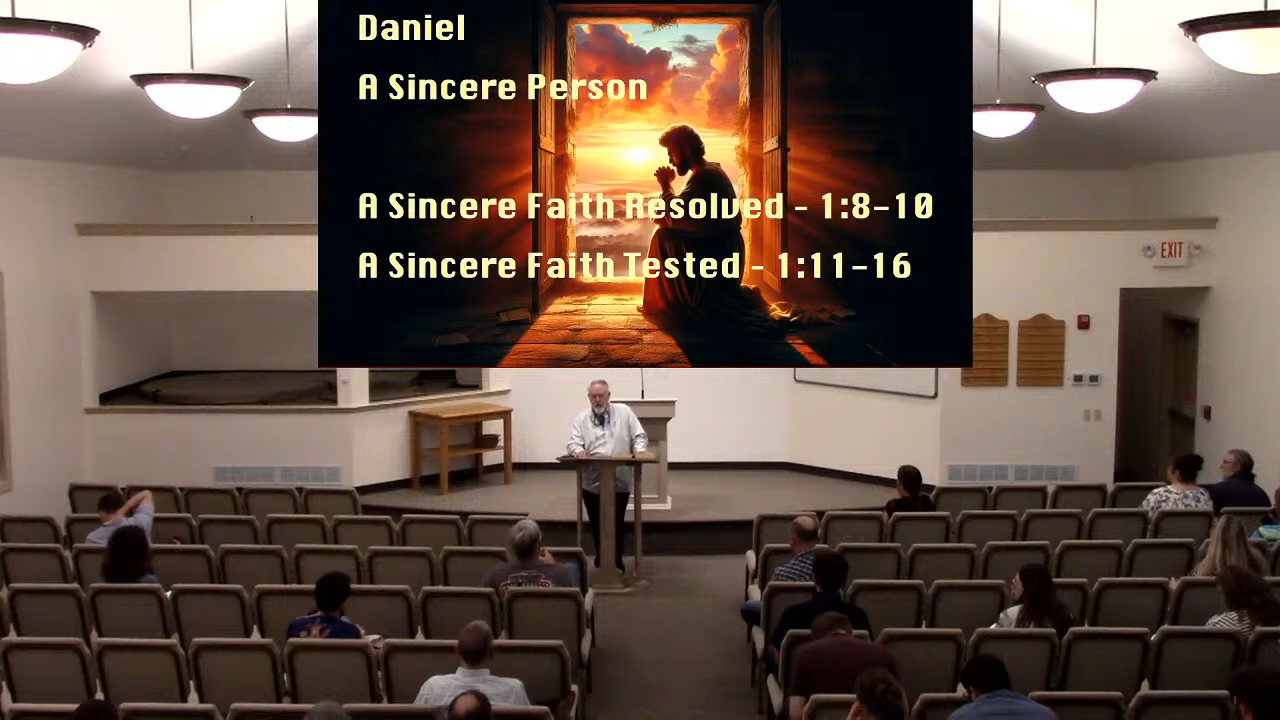 Daniel
A Sincere Person
A Sincere Faith Resolved - 1:8-10
A Sincere Faith Tested - 1:11-16
EXIT